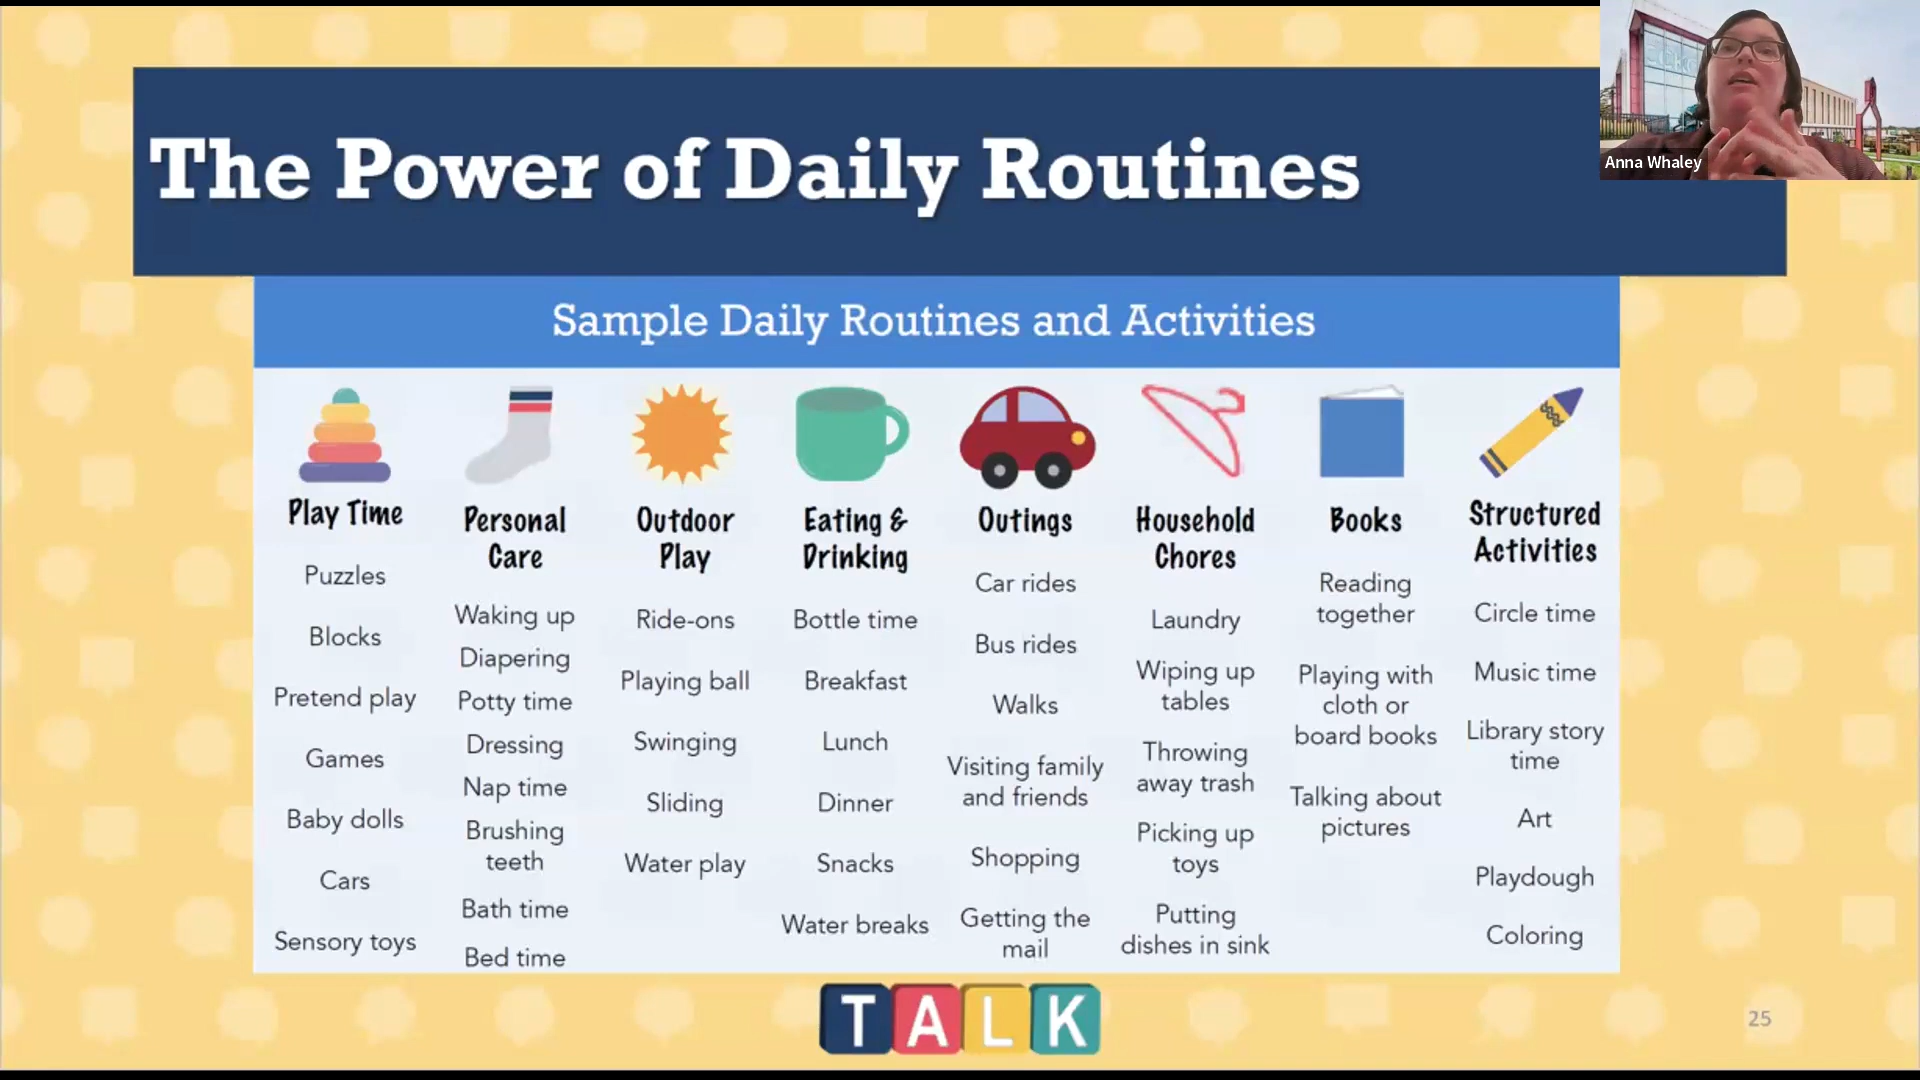 The Power of Daily Routines
Anna Whaley
Sample Daily Routines and Activities
Play Time
Puzzles
Blocks
Pretend play
Games
Baby dolls
Cars
Sensory toys
Personal
Care
Waking up
Diapering
Potty time
Dressing
Nap time
Brushing
teeth
Bath time
Bed time
Outdoor
Play
Ride-ons
Playing ball
Swinging
Sliding
Water play
Eating &
Drinking
Bottle time
Breakfast
Lunch
Dinner
Snacks
Water breaks
Outings
Car rides
Bus rides
Walks
Visiting family
and friends
Shopping
Getting the
mail
Household
Chores
Laundry
Wiping up
tables
Throwing
away trash
Picking up
toys
Putting
dishes in sink
Books
Reading
together
Playing with
cloth or
board books
Talking about
pictures
Structured
Activities
Circle time
Music time
Library story
time
Art
Playdough
Coloring
TALK
25